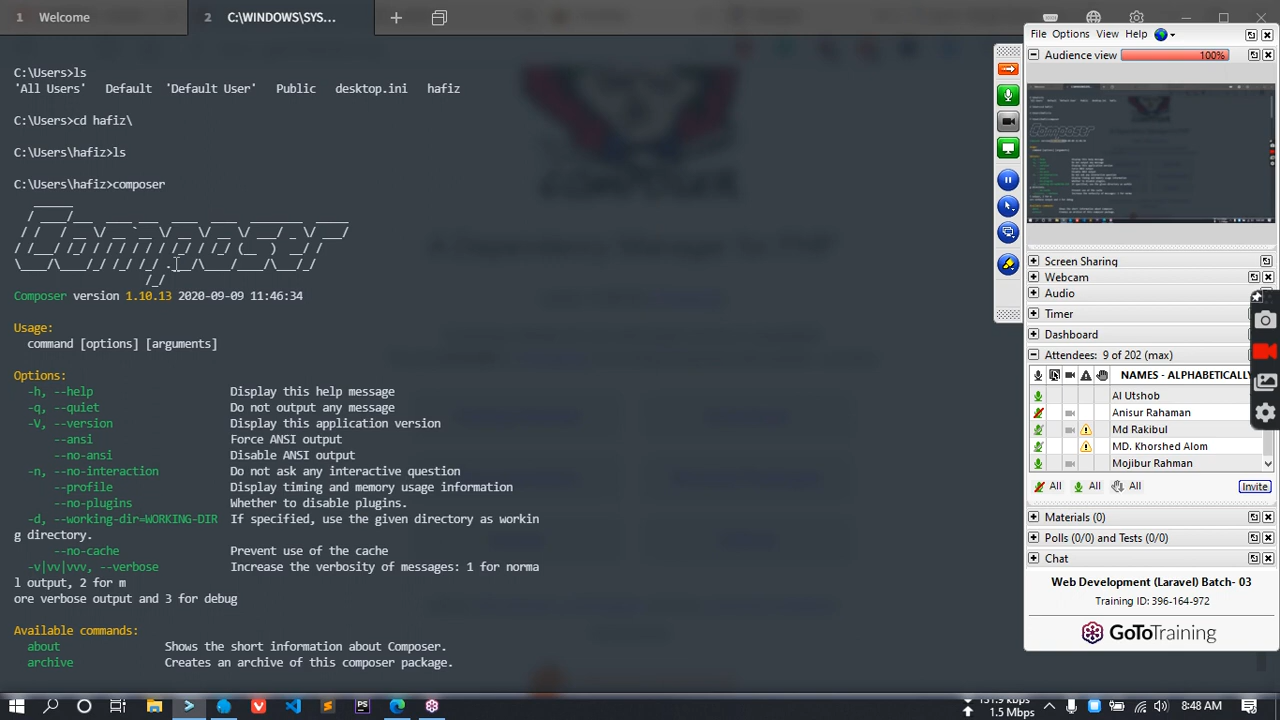 1 Welcome
2 C:\WINDOWS\SYS...
C:\Users>ls
'All Users' Default 'Default User' Public desktop.ini hafiz
C:\Users>cd hafiz\
C:\Users\hafiz>ls
C:\Users\hafiz>composer
Composer version 1.10.13 2020-09-09 11:46:34
Usage:
command [options] [arguments]
Options:
-h, --help Display this help message
-q, --quiet Do not output any message
-V, --version Display this application version
--ansi Force ANSI output
--no-ansi Disable ANSI output
-n, --no-interaction Do not ask any interactive question
--profile Display timing and memory usage information
--no-plugins Whether to disable plugins.
-d, --working-dir=WORKING-DIR If specified, use the given directory as workin
g directory.
--no-cache Prevent use of the cache
-v|vv|vvv, --verbose Increase the verbosity of messages: 1 for norma
l output, 2 for m
ore verbose output and 3 for debug
Available commands:
about Shows the short information about Composer.
archive Creates an archive of this composer package.
File Options View Help
Audience view 100%
Screen Sharing
Webcam
Audio
Timer
Dashboard
Attendees: 9 of 202 (max)
NAMES - ALPHABETICALLY
Al Utshob
Anisur Rahaman
Md Rakibul
MD. Khorshed Alom
Mojibur Rahman
All All All Invite
Materials (0)
Polls (0/0) and Tests (0/0)
Chat
Web Development (Laravel) Batch- 03
Training ID: 396-164-972
GoToTraining
PS
1.5 Mbps
8:48 AM